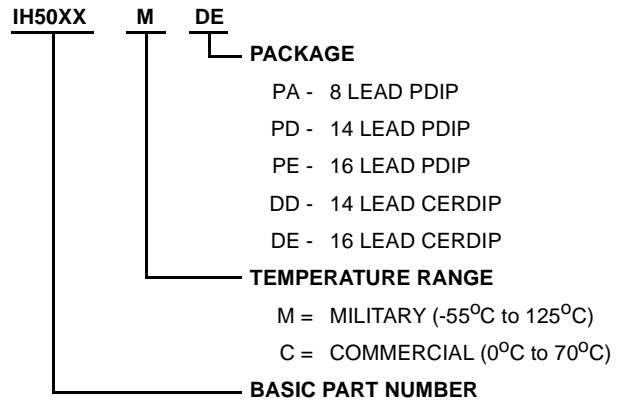 IH50XX M DE
PACKAGE
PA - 8 LEAD PDIP
PD - 14 LEAD PDIP
PE - 16 LEAD PDIP
DD - 14 LEAD CERDIP
DE - 16 LEAD CERDIP
TEMPERATURE RANGE
M = MILITARY (-55°C to 125°C)
C = COMMERCIAL (0°C to 70°C)
BASIC PART NUMBER